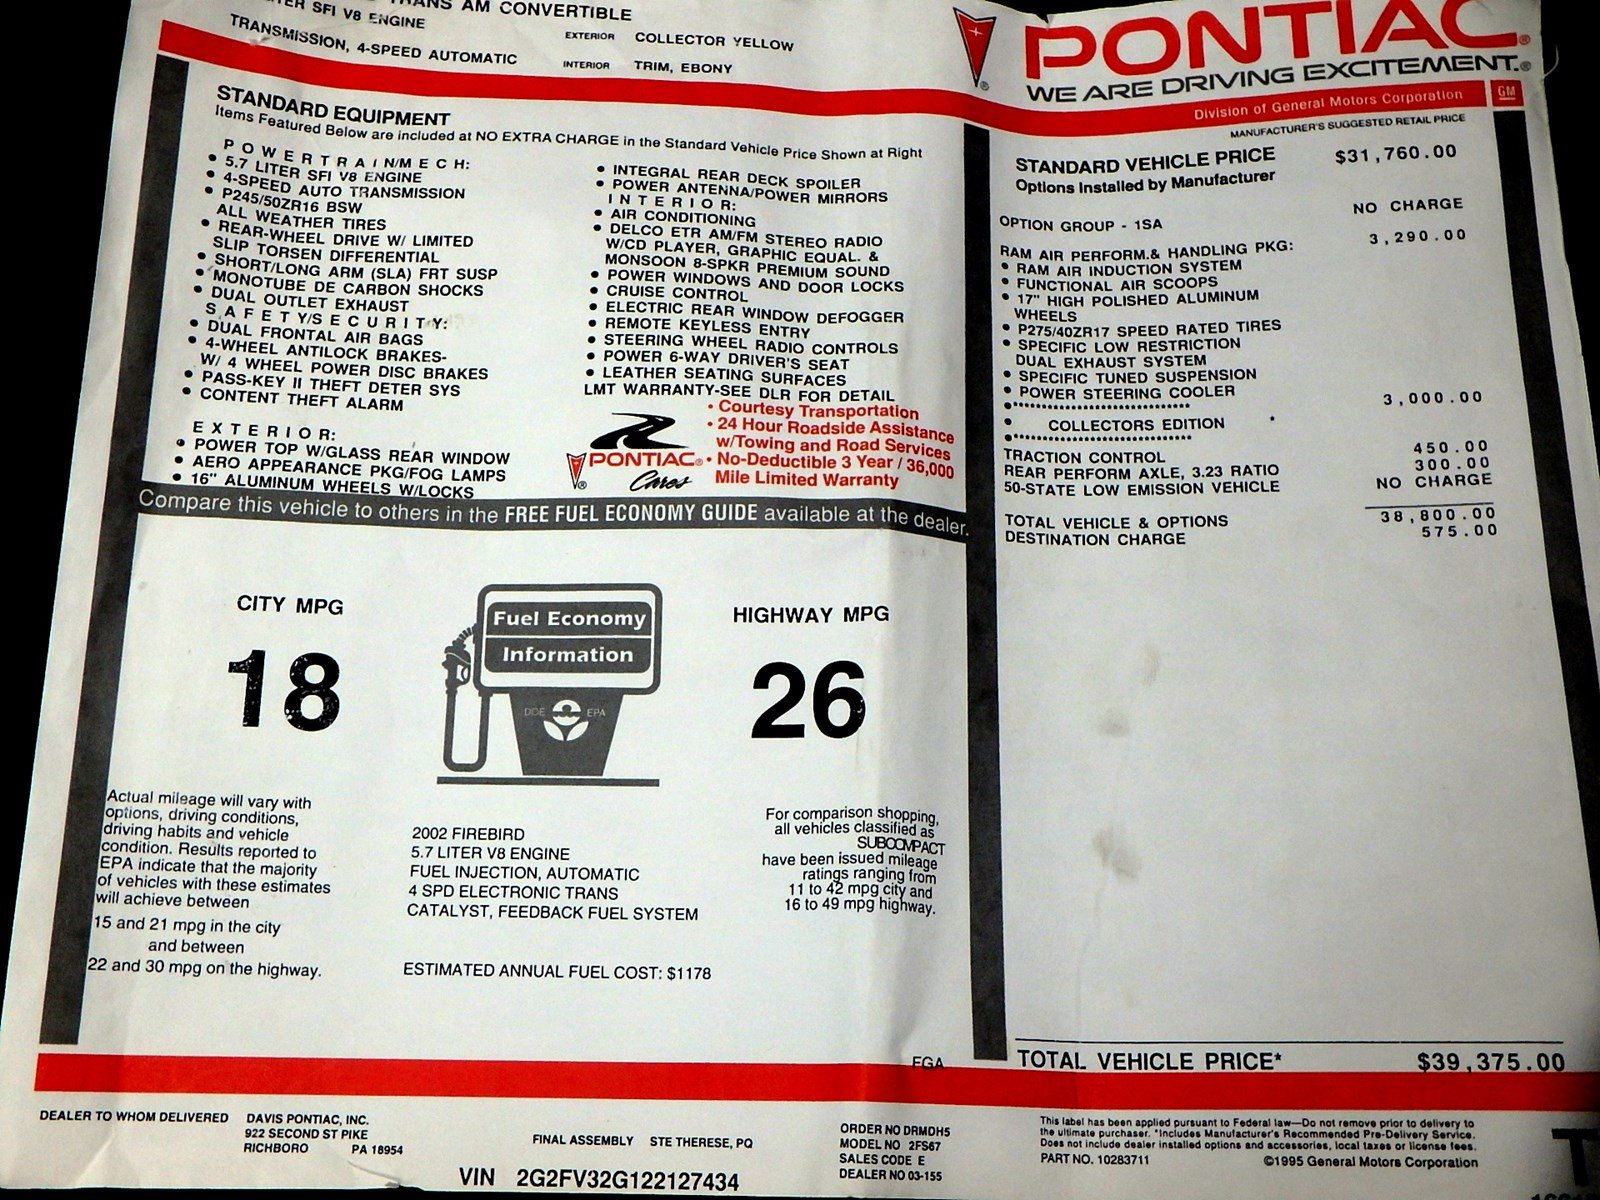 TRANS AM CONVERTIBLE
SFI V8 ENGINE
TRANSMISSION, 4-SPEED AUTOMATIC
EXTERIOR COLLECTOR YELLOW
INTERIOR TRIM, EBONY
PONTIAC®
WE ARE DRIVING EXCITEMENT.®
Division of General Motors Corporation
GM
STANDARD EQUIPMENT
Items Featured Below are included at NO EXTRA CHARGE in the Standard Vehicle Price Shown at Right
POWERTRAIN/MECH:
• 5.7 LITER SFI V8 ENGINE
• 4-SPEED AUTO TRANSMISSION
• P245/50ZR16 BSW
ALL WEATHER TIRES
• REAR-WHEEL DRIVE W/ LIMITED
SLIP TORSEN DIFFERENTIAL
• SHORT/LONG ARM (SLA) FRT SUSP
• MONOTUBE DE CARBON SHOCKS
• DUAL OUTLET EXHAUST
SAFETY/SECURITY:
• DUAL FRONTAL AIR BAGS
• 4-WHEEL ANTILOCK BRAKES-
W/ 4 WHEEL POWER DISC BRAKES
• PASS-KEY II THEFT DETER SYS
• CONTENT THEFT ALARM
EXTERIOR:
• POWER TOP W/GLASS REAR WINDOW
• AERO APPEARANCE PKG/FOG LAMPS
• 16" ALUMINUM WHEELS W/LOCKS
• INTEGRAL REAR DECK SPOILER
• POWER ANTENNA/POWER MIRRORS
INTERIOR:
• AIR CONDITIONING
• DELCO ETR AM/FM STEREO RADIO
W/CD PLAYER, GRAPHIC EQUAL. &
MONSOON 8-SPKR PREMIUM SOUND
• POWER WINDOWS AND DOOR LOCKS
• CRUISE CONTROL
• ELECTRIC REAR WINDOW DEFOGGER
• REMOTE KEYLESS ENTRY
• STEERING WHEEL RADIO CONTROLS
• POWER 6-WAY DRIVER'S SEAT
• LEATHER SEATING SURFACES
LMT WARRANTY-SEE DLR FOR DETAIL
PONTIAC®
Cares
• Courtesy Transportation
• 24 Hour Roadside Assistance
w/Towing and Road Services
• No-Deductible 3 Year / 36,000
Mile Limited Warranty
MANUFACTURER'S SUGGESTED RETAIL PRICE
STANDARD VEHICLE PRICE $31,760.00
Options Installed by Manufacturer
OPTION GROUP - 1SA NO CHARGE
RAM AIR PERFORM.& HANDLING PKG: 3,290.00
• RAM AIR INDUCTION SYSTEM
• FUNCTIONAL AIR SCOOPS
• 17" HIGH POLISHED ALUMINUM
WHEELS
• P275/40ZR17 SPEED RATED TIRES
• SPECIFIC LOW RESTRICTION
DUAL EXHAUST SYSTEM
• SPECIFIC TUNED SUSPENSION
• POWER STEERING COOLER
•***************************** 3,000.00
• COLLECTORS EDITION *
•*****************************
TRACTION CONTROL 450.00
REAR PERFORM AXLE, 3.23 RATIO 300.00
50-STATE LOW EMISSION VEHICLE NO CHARGE
TOTAL VEHICLE & OPTIONS 38,800.00
DESTINATION CHARGE 575.00
Compare this vehicle to others in the FREE FUEL ECONOMY GUIDE available at the dealer.
CITY MPG
18
Fuel Economy
Information
DOE EPA
HIGHWAY MPG
26
Actual mileage will vary with
options, driving conditions,
driving habits and vehicle
condition. Results reported to
EPA indicate that the majority
of vehicles with these estimates
will achieve between
15 and 21 mpg in the city
and between
22 and 30 mpg on the highway.
2002 FIREBIRD
5.7 LITER V8 ENGINE
FUEL INJECTION, AUTOMATIC
4 SPD ELECTRONIC TRANS
CATALYST, FEEDBACK FUEL SYSTEM
ESTIMATED ANNUAL FUEL COST: $1178
For comparison shopping,
all vehicles classified as
SUBCOMPACT
have been issued mileage
ratings ranging from
11 to 42 mpg city and
16 to 49 mpg highway.
FGA
TOTAL VEHICLE PRICE* $39,375.00
DEALER TO WHOM DELIVERED DAVIS PONTIAC, INC.
922 SECOND ST PIKE
RICHBORO PA 18954
FINAL ASSEMBLY STE THERESE, PQ
VIN 2G2FV32G122127434
ORDER NO DRMDH5
MODEL NO 2FS67
SALES CODE E
DEALER NO 03-155
This label has been applied pursuant to Federal law—Do not remove prior to delivery to
the ultimate purchaser. *Includes Manufacturer's Recommended Pre-Delivery Service.
Does not include dealer installed options and accessories, local taxes or license fees.
PART NO. 10283711 ©1995 General Motors Corporation